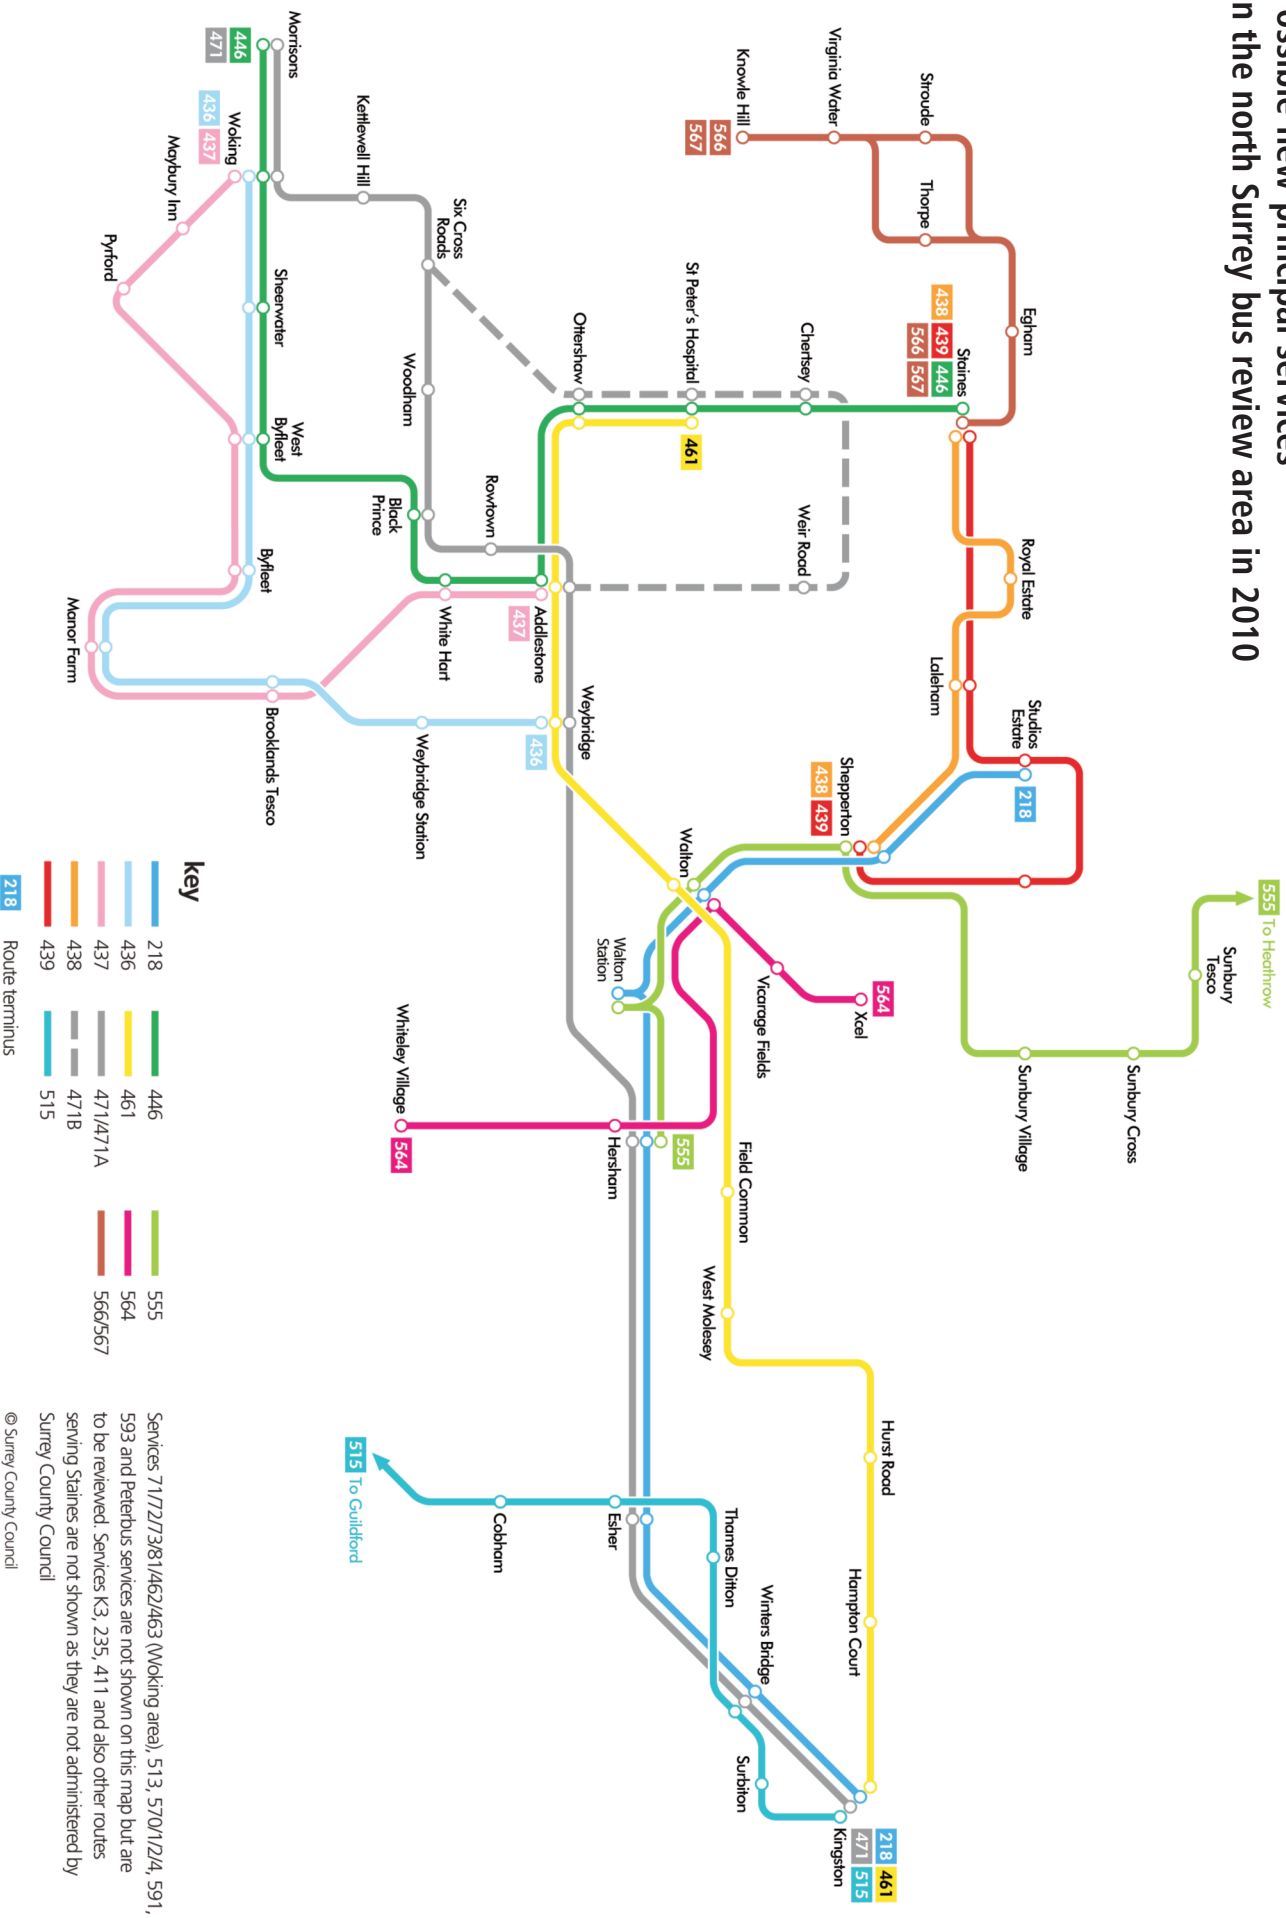 ossible new principal services
n the north Surrey bus review area in 2010
555 To Heathrow
Sunbury
Tesco
Sunbury Cross
Sunbury Village
Egham
Royal Estate
Studios
Estate
218
Stroude
Thorpe
Virginia Water
Knowle Hill
566
567
438 439 446
566 567
Staines
Laleham
Shepperton
438 439
564
Xcel
Vicarage Fields
Hurst Road
Hampton Court
218 461
471 515
Kingston
Chertsey
Weir Road
St Peter's Hospital
461
Ottershaw
Walton
Walton
Station
Field Common
West Molesey
Thames Ditton
Winters Bridge
Surbiton
555
Hersham
Esher
Cobham
515 To Guildford
Whiteley Village
564
Weybridge
436
Addlestone
437
Six Cross
Roads
Kettlewell Hill
Woodham
Rowtown
Black
Prince
White Hart
Weybridge Station
Morrisons
446
471
Woking
436 437
Maybury Inn
Pyrford
Sheerwater
West
Byfleet
Byfleet
Manor Farm
Brooklands Tesco
key
218
436
437
438
439
446
461
471/471A
471B
515
555
564
566/567
218 Route terminus
Services 71/72/73/81/462/463 (Woking area), 513, 570/1/2/4, 591,
593 and Peterbus services are not shown on this map but are
to be reviewed. Services K3, 235, 411 and also other routes
serving Staines are not shown as they are not administered by
Surrey County Council
© Surrey County Council